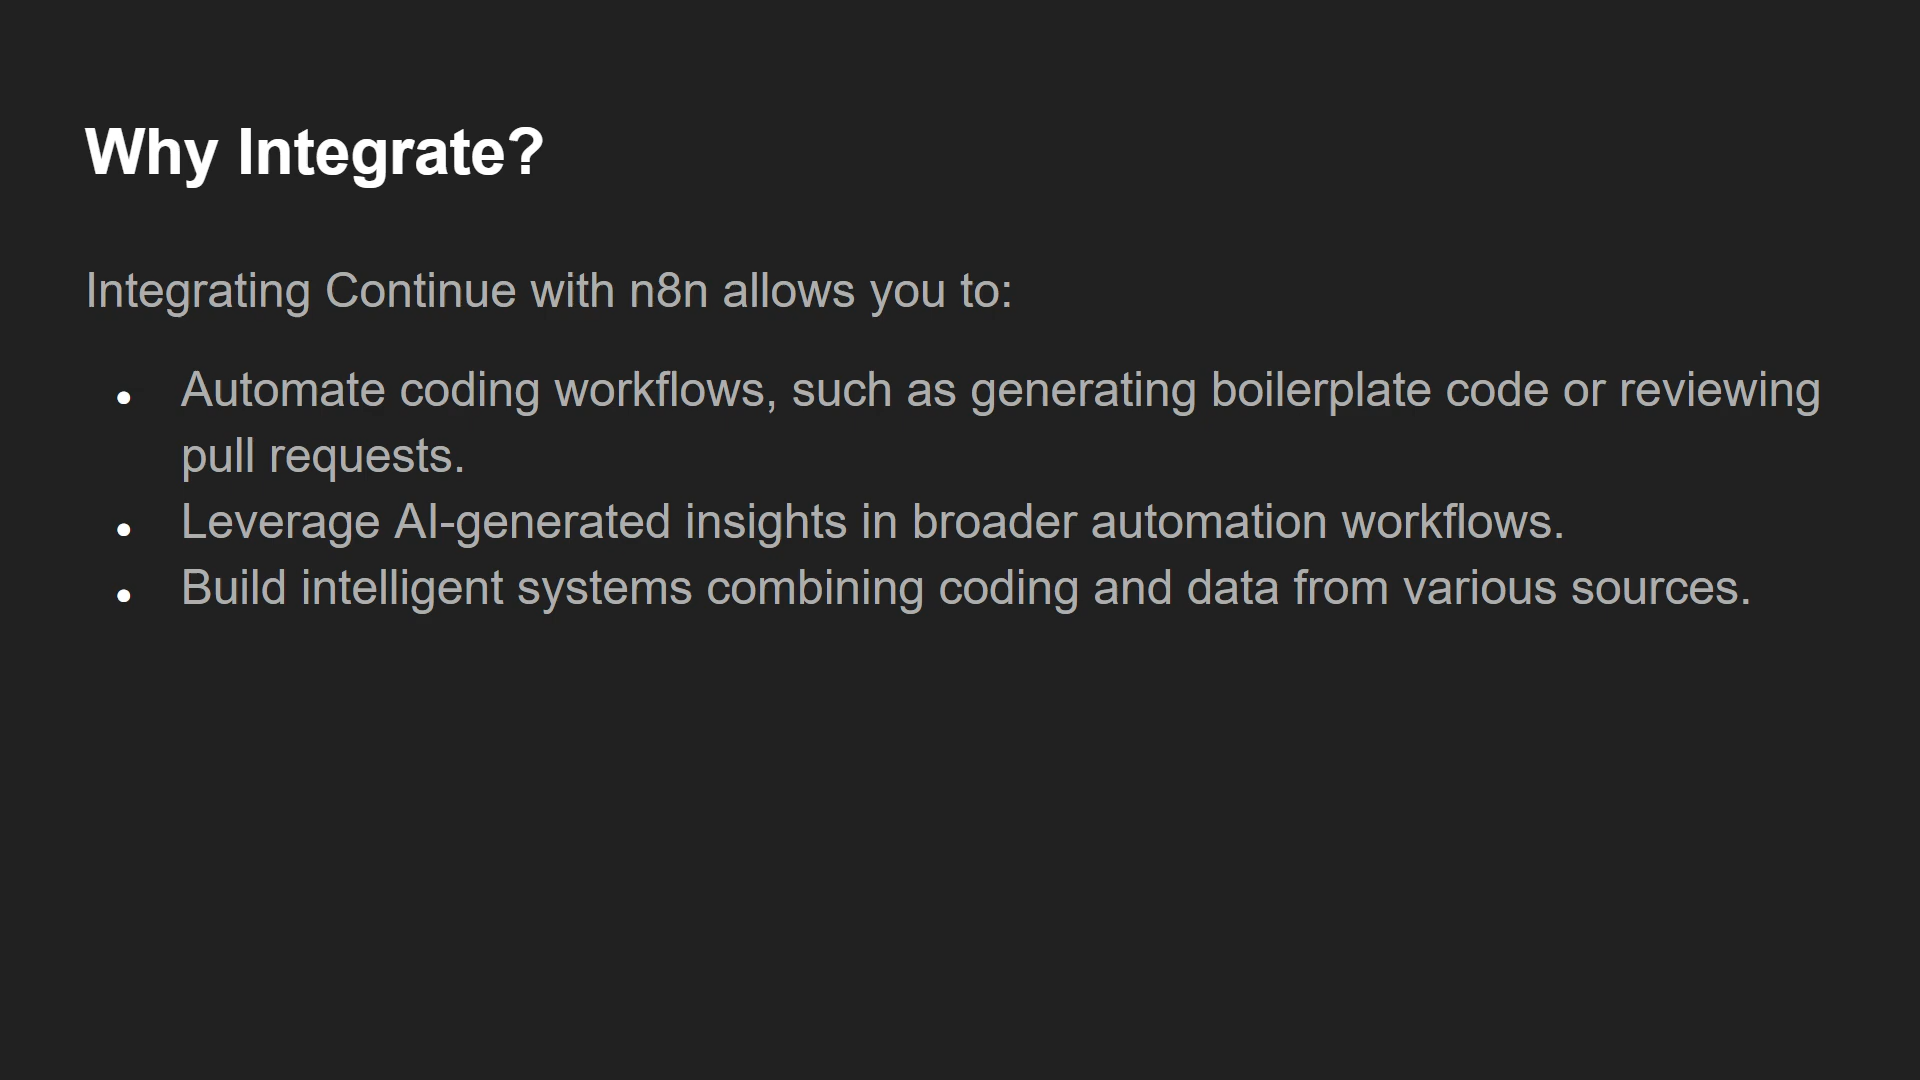 Why Integrate?
Integrating Continue with n8n allows you to:
● Automate coding workflows, such as generating boilerplate code or reviewing
pull requests.
● Leverage AI-generated insights in broader automation workflows.
● Build intelligent systems combining coding and data from various sources.